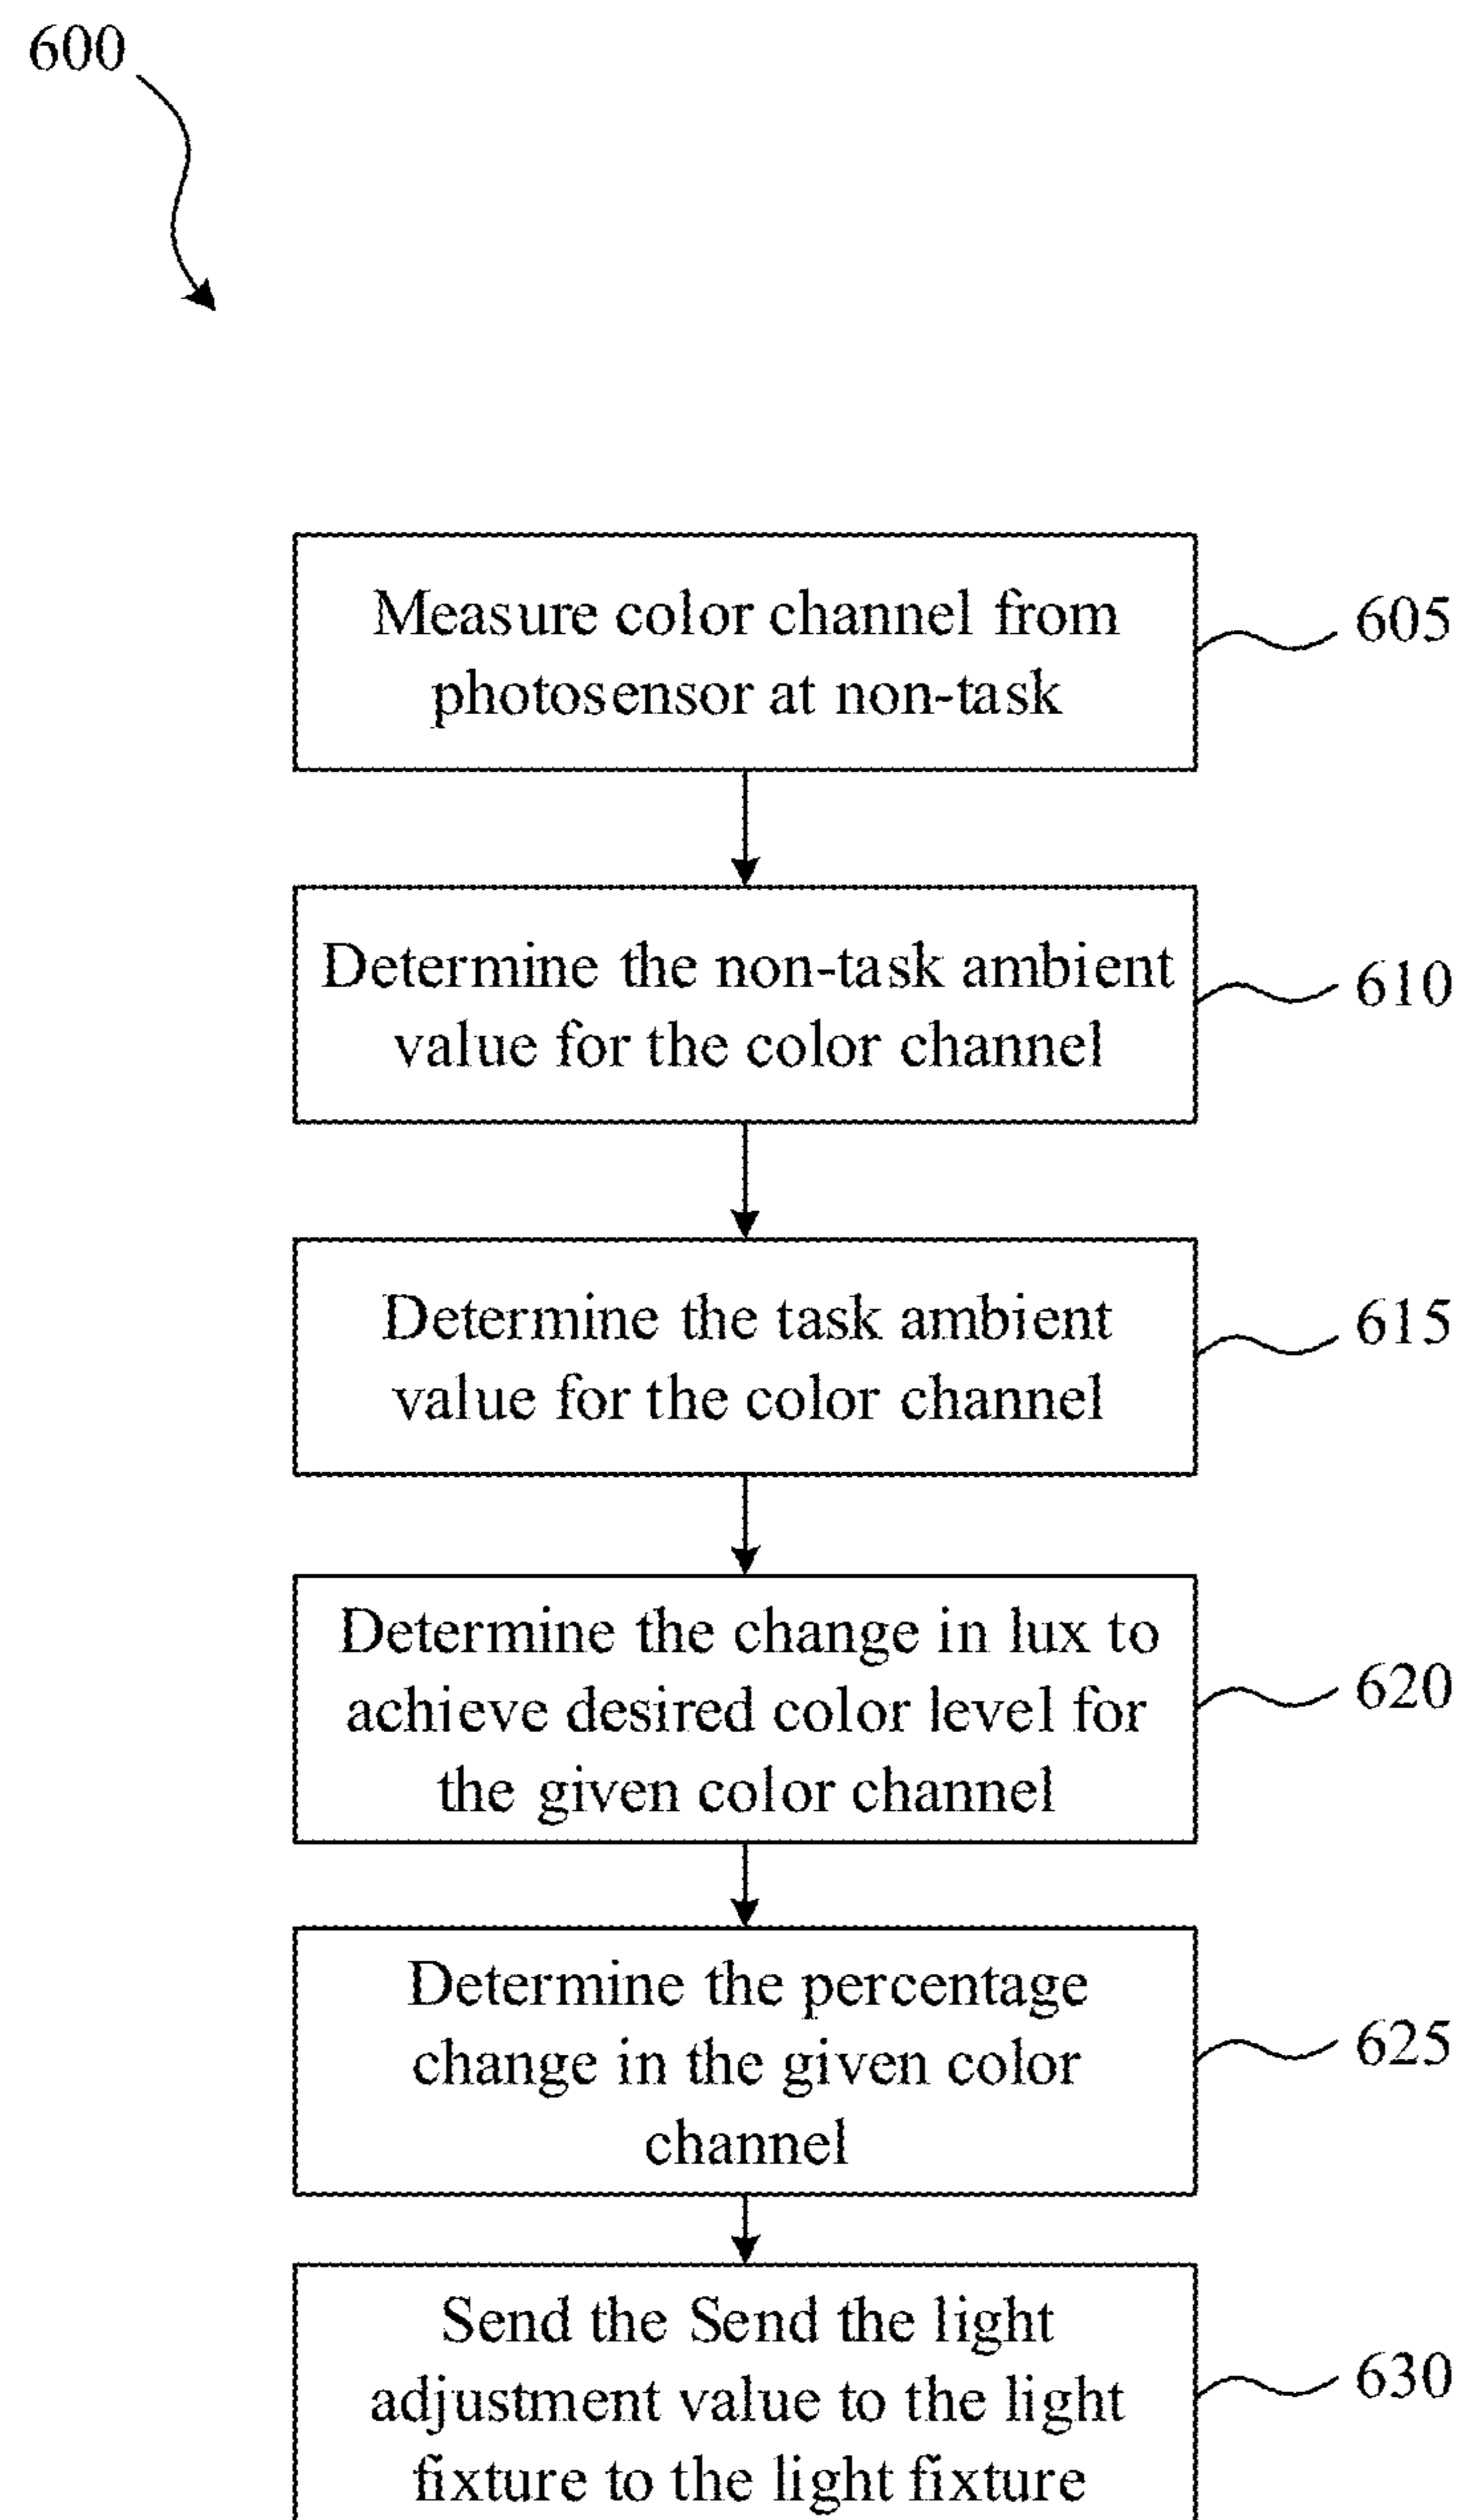 600
Measure color channel from
photosensor at non-task
605
Determine the non-task ambient
value for the color channel
610
Determine the task ambient
value for the color channel
615
Determine the change in lux to
achieve desired color level for
the given color channel
620
Determine the percentage
change in the given color
channel
625
Send the Send the light
adjustment value to the light
fixture to the light fixture
630